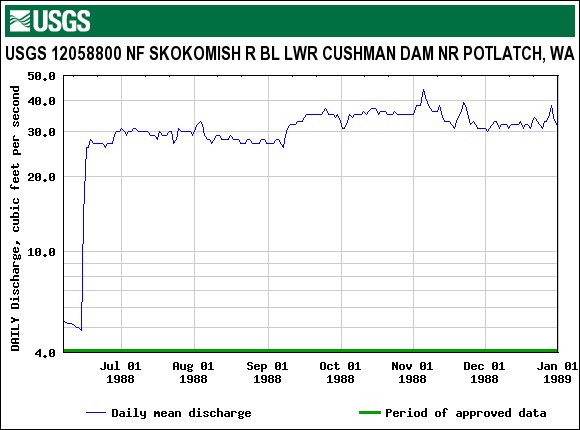 USGS
USGS 12058800 NF SKOKOMISH R BL LWR CUSHMAN DAM NR POTLATCH, WA
DAILY Discharge, cubic feet per second
50.0
40.0
30.0
20.0
10.0
4.0
Jul 01 Aug 01 Sep 01 Oct 01 Nov 01 Dec 01 Jan 01
1988 1988 1988 1988 1988 1988 1989
Daily mean discharge Period of approved data